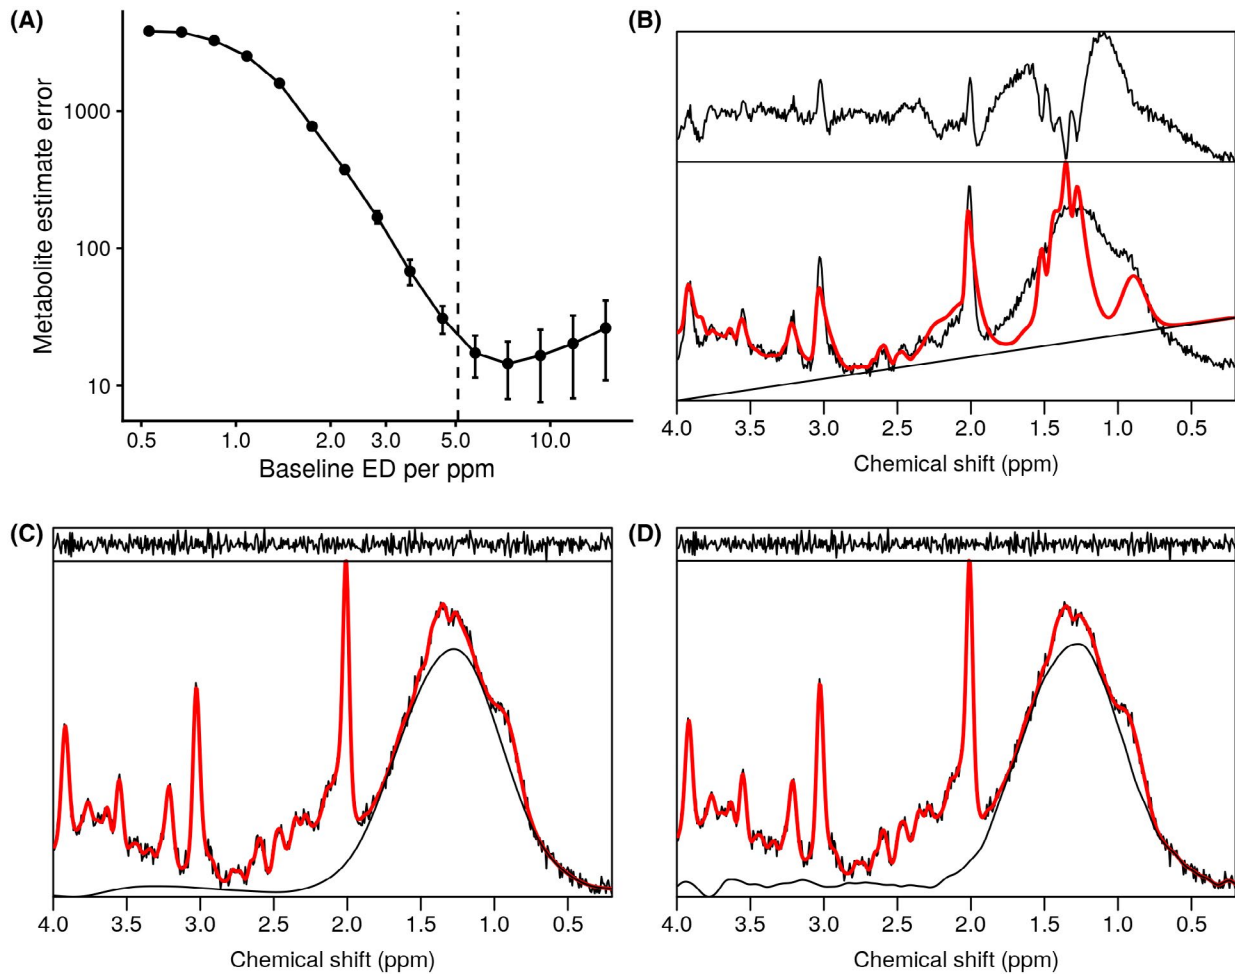 (A)
Metabolite estimate error
1000
100
10
0.5 1.0 2.0 3.0 5.0 10.0
Baseline ED per ppm
(B)
4.0 3.5 3.0 2.5 2.0 1.5 1.0 0.5
Chemical shift (ppm)
(C)
4.0 3.5 3.0 2.5 2.0 1.5 1.0 0.5
Chemical shift (ppm)
(D)
4.0 3.5 3.0 2.5 2.0 1.5 1.0 0.5
Chemical shift (ppm)